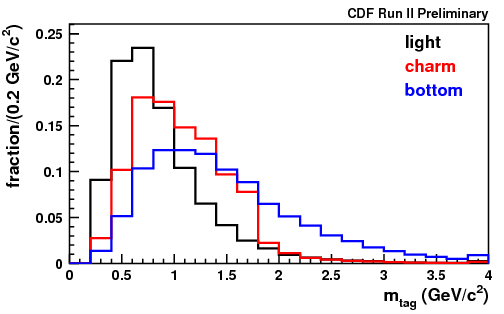 CDF Run II Preliminary
light
charm
bottom
fraction/(0.2 GeV/c²)
0.25
0.2
0.15
0.1
0.05
0
0 0.5 1 1.5 2 2.5 3 3.5 4
m_tag (GeV/c²)